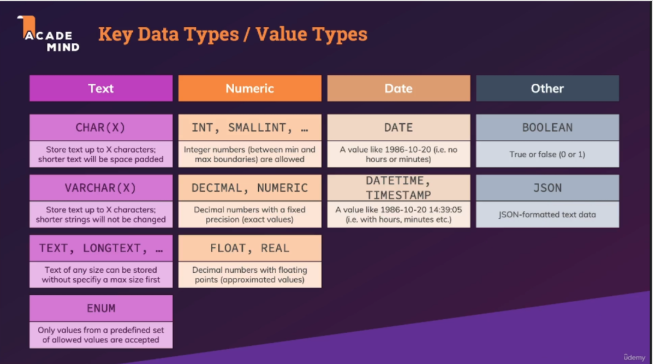 ACADE
MIND
Key Data Types / Value Types
Text
Numeric
Date
Other
CHAR(X)
Store text up to X characters;
shorter text will be space padded
INT, SMALLINT, …
Integer numbers (between min and
max boundaries) are allowed
DATE
A value like 1986-10-20 (i.e. no
hours or minutes)
BOOLEAN
True or false (0 or 1)
VARCHAR(X)
Store text up to X characters;
shorter strings will not be changed
DECIMAL, NUMERIC
Decimal numbers with a fixed
precision (exact values)
DATETIME,
TIMESTAMP
A value like 1986-10-20 14:39:05
(i.e. with hours, minutes etc.)
JSON
JSON-formatted text data
TEXT, LONGTEXT, …
Text of any size can be stored
without specifiy a max size first
FLOAT, REAL
Decimal numbers with floating
points (approximated values)
ENUM
Only values from a predefined set
of allowed values are accepted
udemy